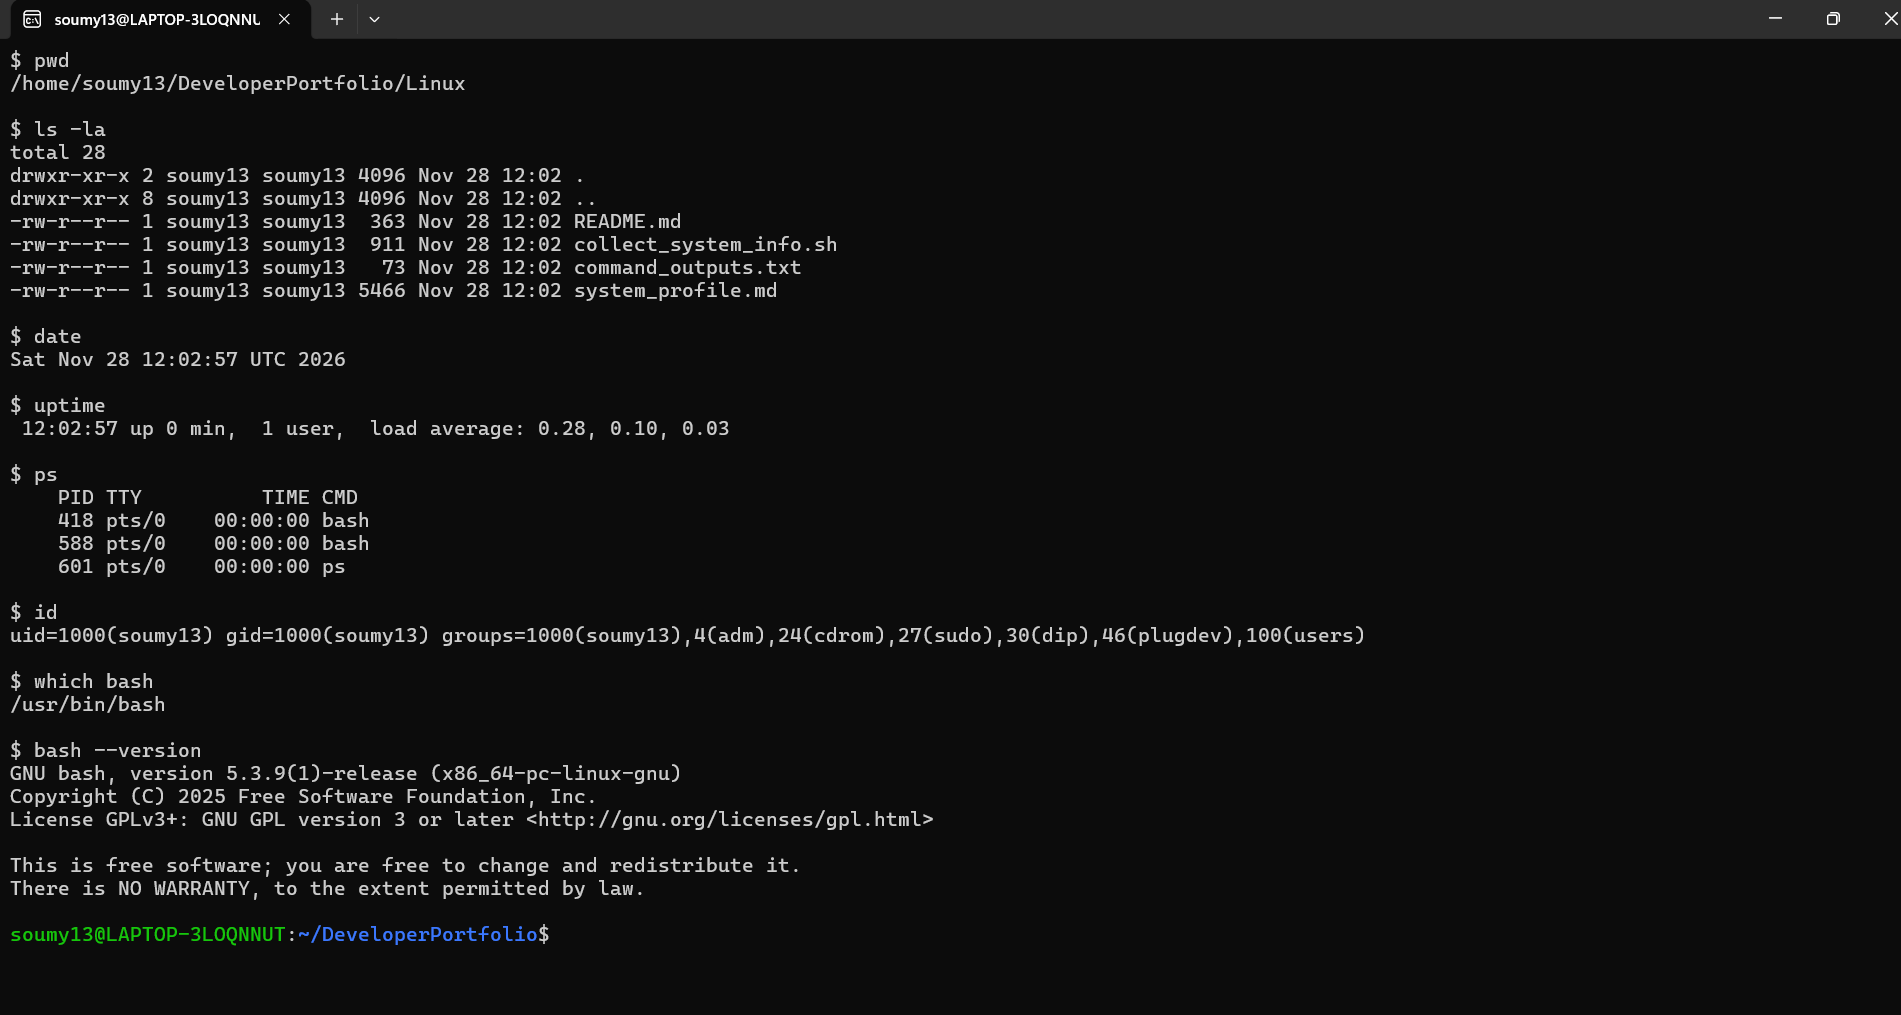 soumy13@LAPTOP-3LOQNNU
$ pwd
/home/soumy13/DeveloperPortfolio/Linux
$ ls -la
total 28
drwxr-xr-x 2 soumy13 soumy13 4096 Nov 28 12:02 .
drwxr-xr-x 8 soumy13 soumy13 4096 Nov 28 12:02 ..
-rw-r--r-- 1 soumy13 soumy13  363 Nov 28 12:02 README.md
-rw-r--r-- 1 soumy13 soumy13  911 Nov 28 12:02 collect_system_info.sh
-rw-r--r-- 1 soumy13 soumy13   73 Nov 28 12:02 command_outputs.txt
-rw-r--r-- 1 soumy13 soumy13 5466 Nov 28 12:02 system_profile.md
$ date
Sat Nov 28 12:02:57 UTC 2026
$ uptime
 12:02:57 up 0 min,  1 user,  load average: 0.28, 0.10, 0.03
$ ps
    PID TTY          TIME CMD
    418 pts/0    00:00:00 bash
    588 pts/0    00:00:00 bash
    601 pts/0    00:00:00 ps
$ id
uid=1000(soumy13) gid=1000(soumy13) groups=1000(soumy13),4(adm),24(cdrom),27(sudo),30(dip),46(plugdev),100(users)
$ which bash
/usr/bin/bash
$ bash --version
GNU bash, version 5.3.9(1)-release (x86_64-pc-linux-gnu)
Copyright (C) 2025 Free Software Foundation, Inc.
License GPLv3+: GNU GPL version 3 or later <http://gnu.org/licenses/gpl.html>
This is free software; you are free to change and redistribute it.
There is NO WARRANTY, to the extent permitted by law.
soumy13@LAPTOP-3LOQNNUT:~/DeveloperPortfolio$